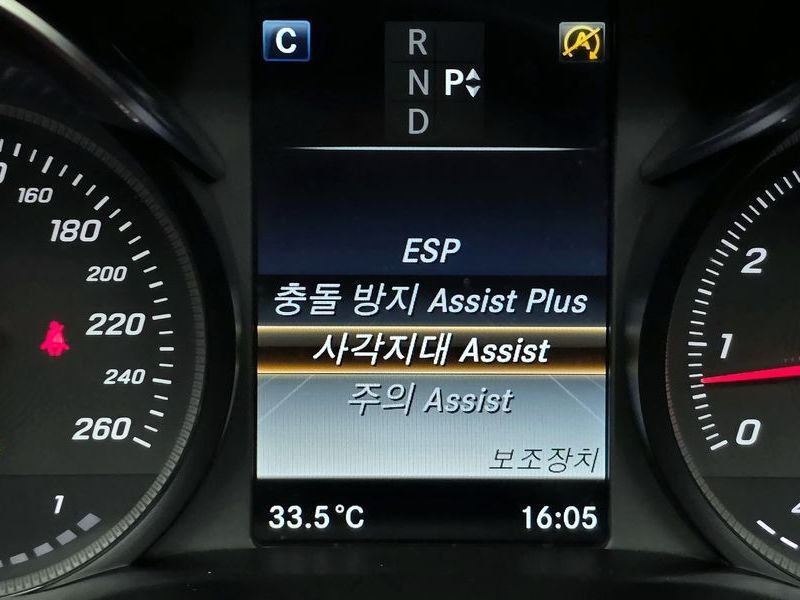 C
R
N P
D
A
160
180
200
220
240
260
1
ESP
충돌 방지 Assist Plus
사각지대 Assist
주의 Assist
보조장치
33.5°C
16:05
2
1
0